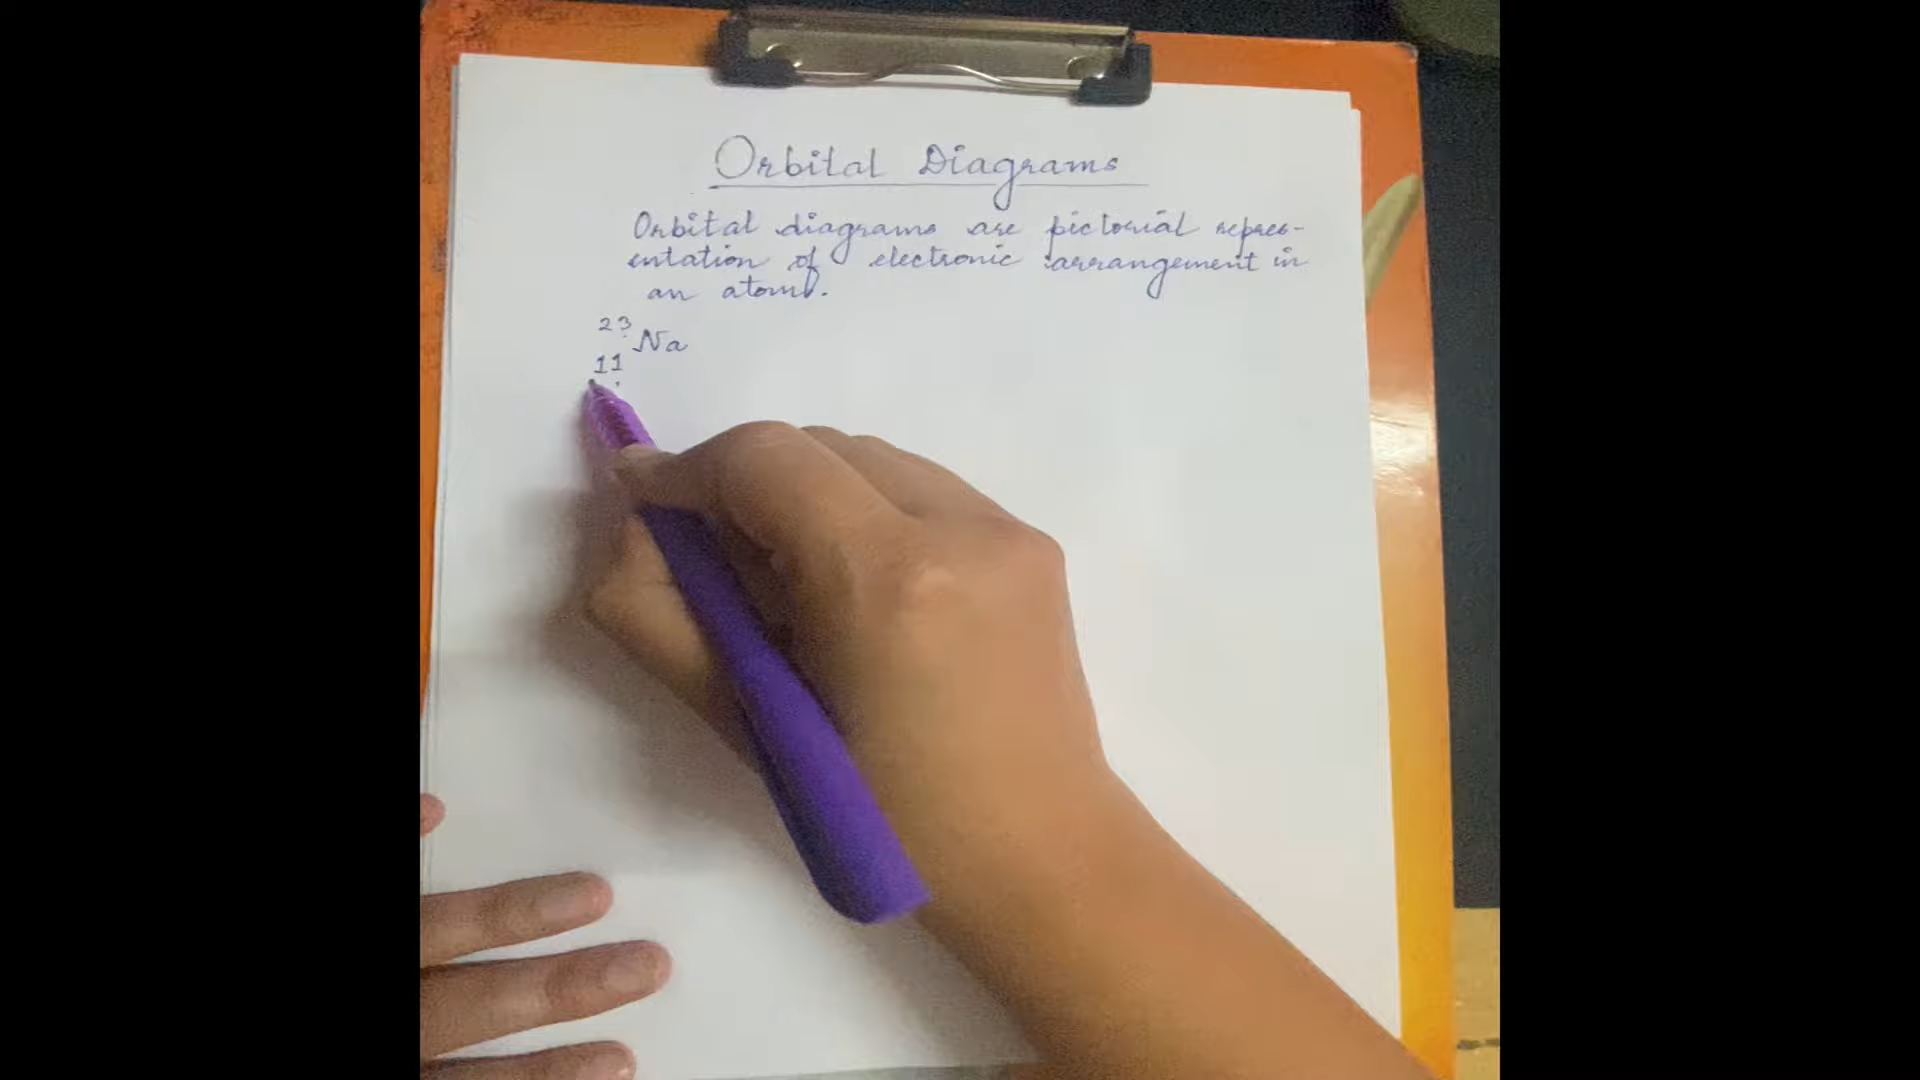 Orbital Diagrams
Orbital diagrams are pictorial repres-
entation of electronic arrangement in
an atom.
23
Na
11